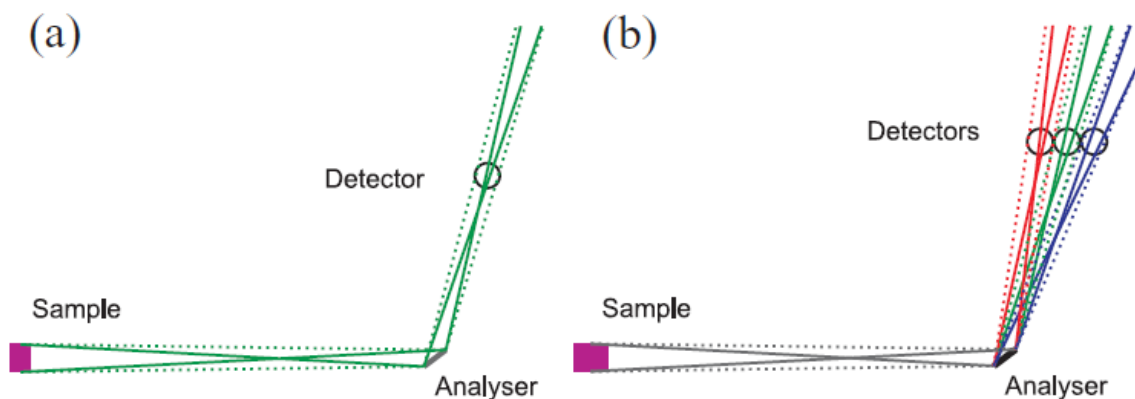 (a)
Detector
Sample
Analyser
(b)
Detectors
Sample
Analyser